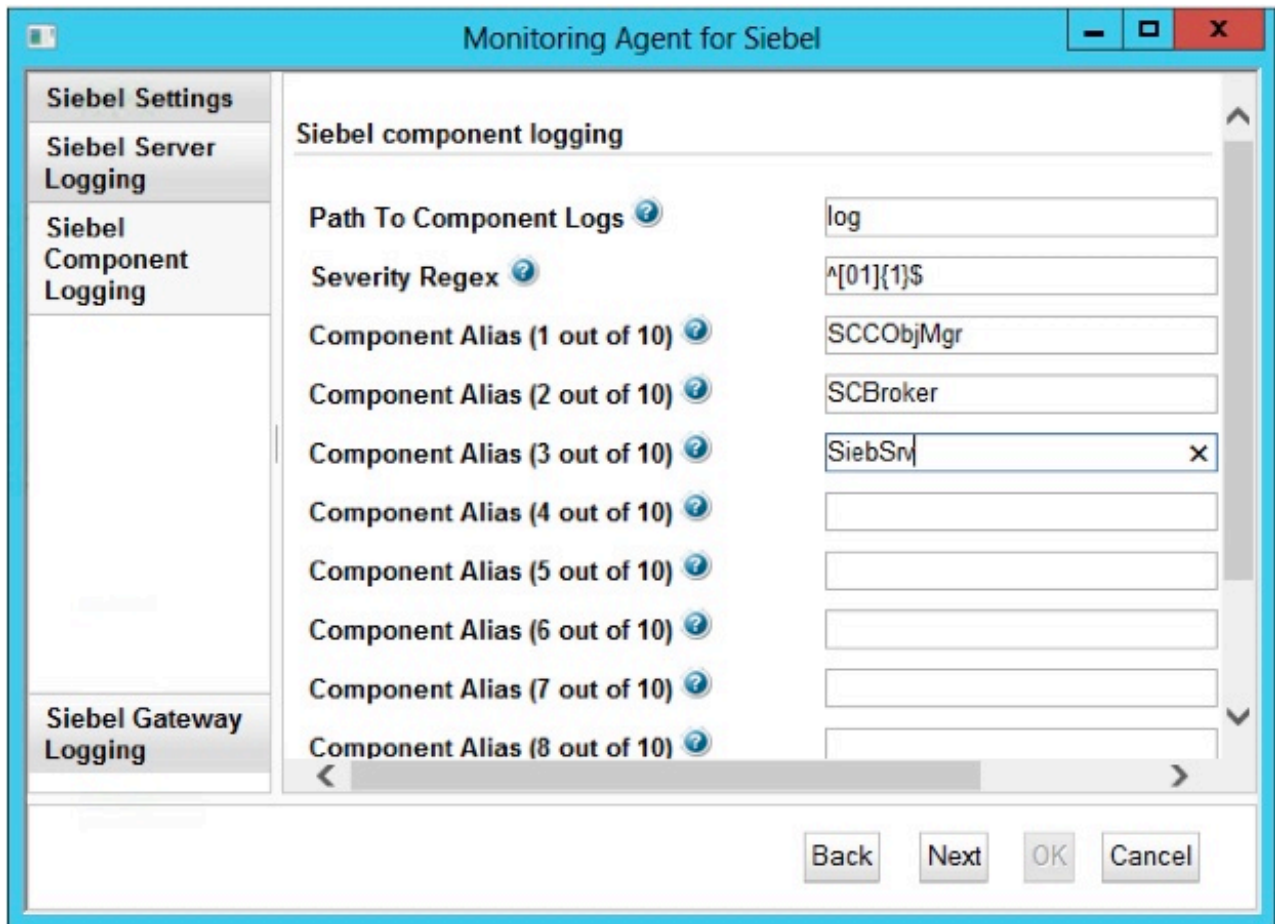 Monitoring Agent for Siebel
Siebel Settings
Siebel Server
Logging
Siebel
Component
Logging
Siebel Gateway
Logging
Siebel component logging
Path To Component Logs ? log
Severity Regex ? ^[01]{1}$
Component Alias (1 out of 10) ? SCCObjMgr
Component Alias (2 out of 10) ? SCBroker
Component Alias (3 out of 10) ? SiebSrv
Component Alias (4 out of 10) ?
Component Alias (5 out of 10) ?
Component Alias (6 out of 10) ?
Component Alias (7 out of 10) ?
Component Alias (8 out of 10) ?
Back Next OK Cancel